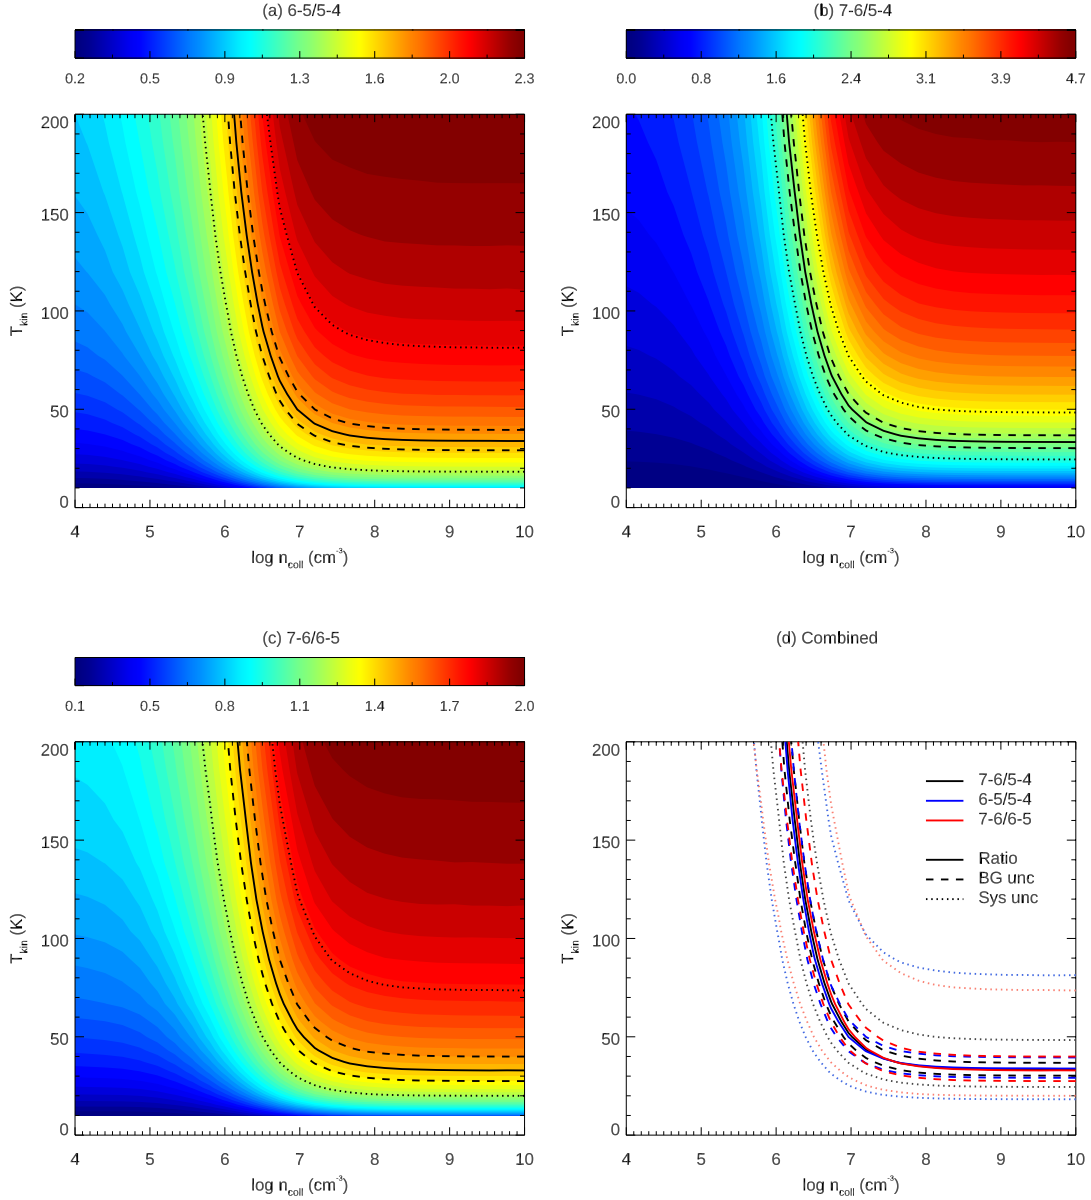 (a) 6-5/5-4
0.2 0.5 0.9 1.3 1.6 2.0 2.3
200
150
100
50
0
T_kin (K)
4 5 6 7 8 9 10
log n_coll (cm^-3)
(b) 7-6/5-4
0.0 0.8 1.6 2.4 3.1 3.9 4.7
200
150
100
50
0
T_kin (K)
4 5 6 7 8 9 10
log n_coll (cm^-3)
(c) 7-6/6-5
0.1 0.5 0.8 1.1 1.4 1.7 2.0
200
150
100
50
0
T_kin (K)
4 5 6 7 8 9 10
log n_coll (cm^-3)
(d) Combined
200
150
100
50
0
T_kin (K)
7-6/5-4
6-5/5-4
7-6/6-5
Ratio
BG unc
Sys unc
4 5 6 7 8 9 10
log n_coll (cm^-3)